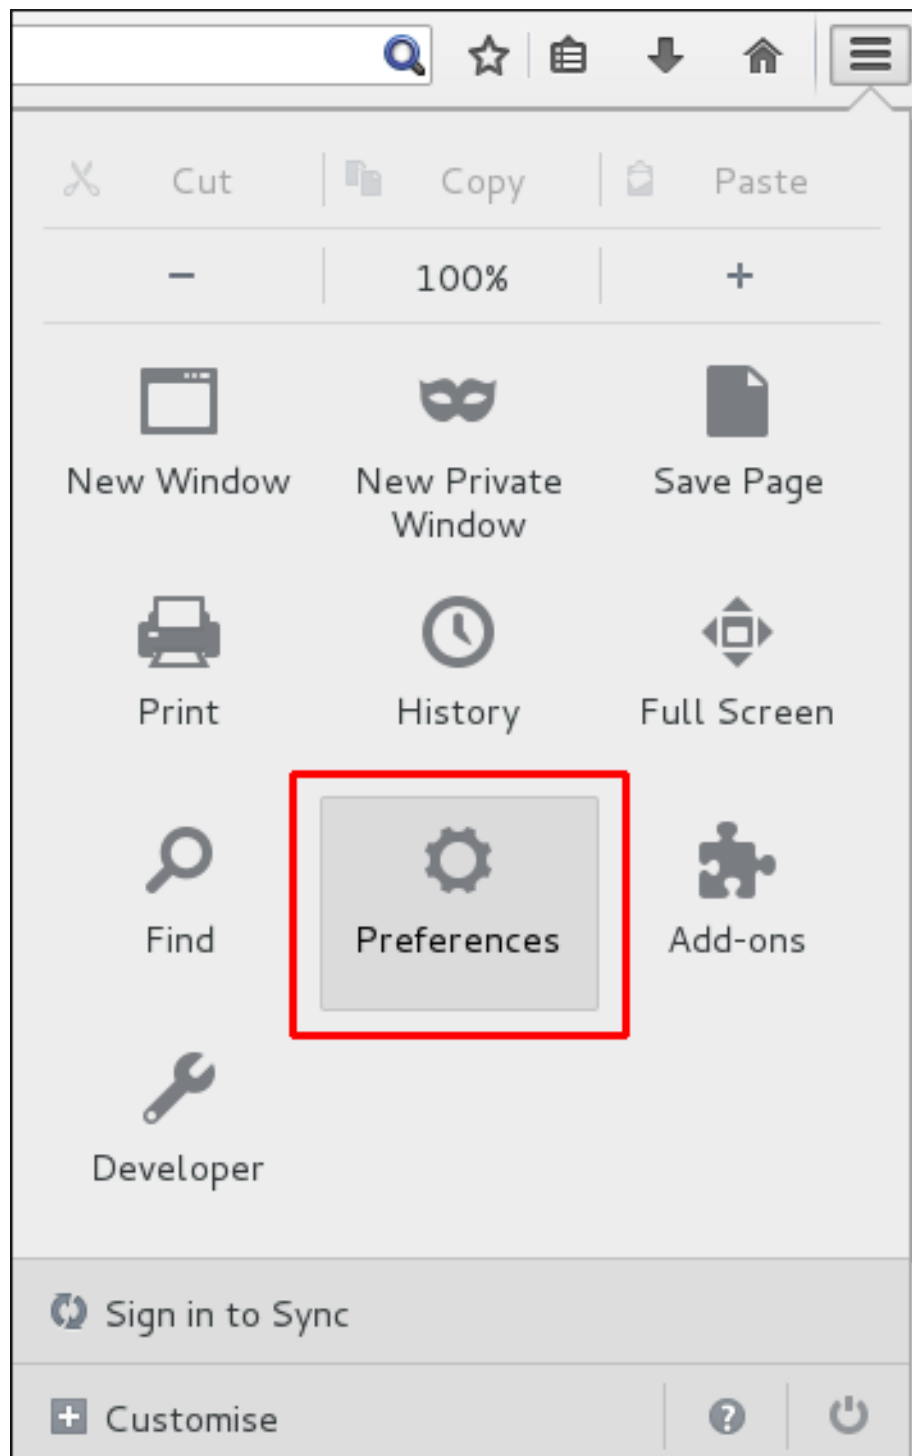 Cut Copy Paste
− 100% +
New Window
New Private
Window
Save Page
Print
History
Full Screen
Find
Preferences
Add-ons
Developer
Sign in to Sync
Customise